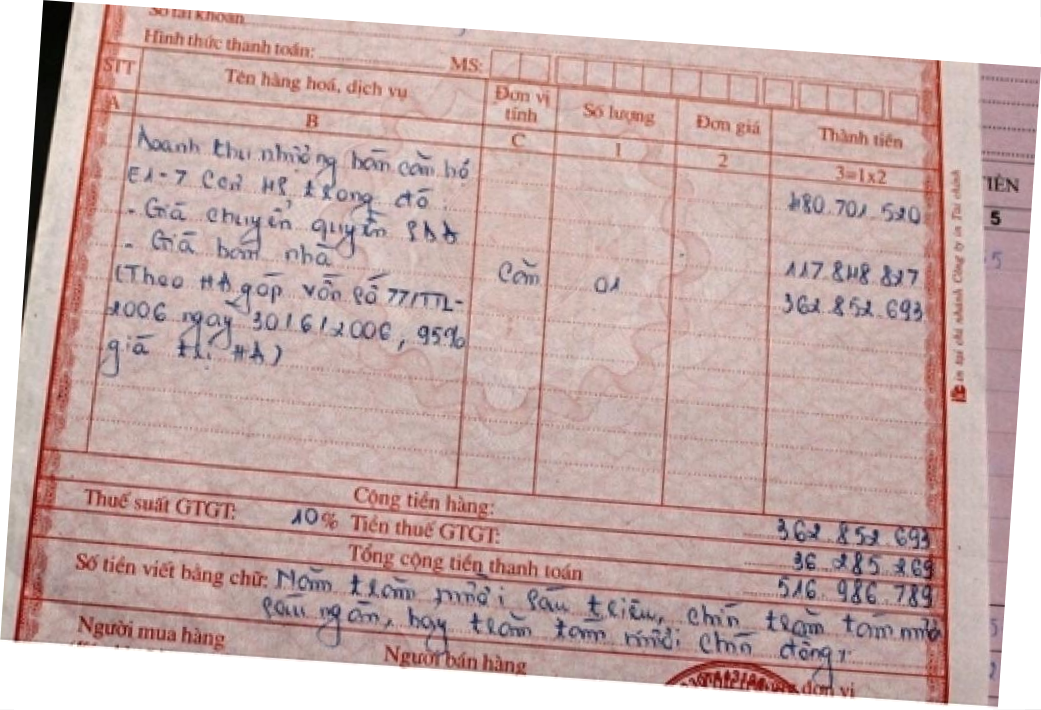 Số tài khoản
Hình thức thanh toán: MS:
STT Tên hàng hoá, dịch vụ Đơn vị tính Số lượng Đơn giá Thành tiền
A B C 1 2 3=1x2
Doanh thu nhượng bán căn hộ
E1-7 Căn hộ, trong đó: 480.701.520
- Giá chuyển quyền SDĐ 117.848.827
- Giá bán nhà Căn 01 362.852.693
(Theo HĐ góp vốn số 77/TTL-
2006 ngày 30/6/2006, 95%
giá trị HĐ)
Cộng tiền hàng: 362.852.693
Thuế suất GTGT: 10% Tiền thuế GTGT: 36.285.269
Tổng cộng tiền thanh toán 516.986.789
Số tiền viết bằng chữ: Năm trăm mười sáu triệu, chín trăm tám mươi
sáu ngàn, bảy trăm tám mươi chín đồng
Người mua hàng Người bán hàng đơn vị
in tại chi nhánh Công ty in Tài chính
TIỀN
5